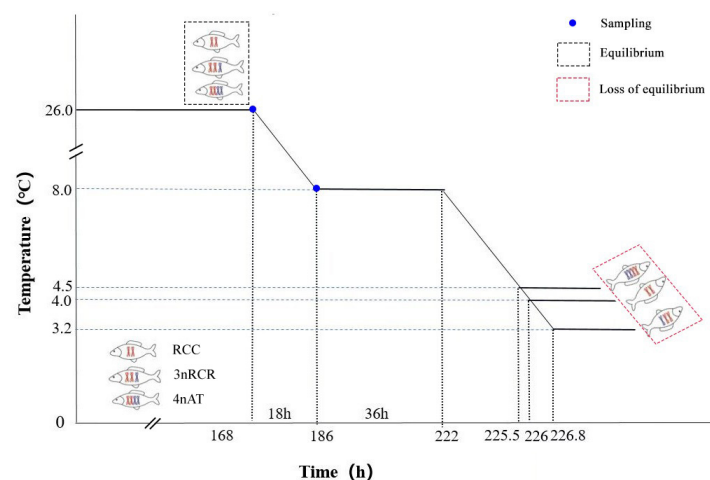 Sampling
Equilibrium
Loss of equilibrium
26.0
8.0
4.5
4.0
3.2
0
Temperature (°C)
RCC
3nRCR
4nAT
18h
36h
168
186
222
225.5
226
226.8
Time (h)